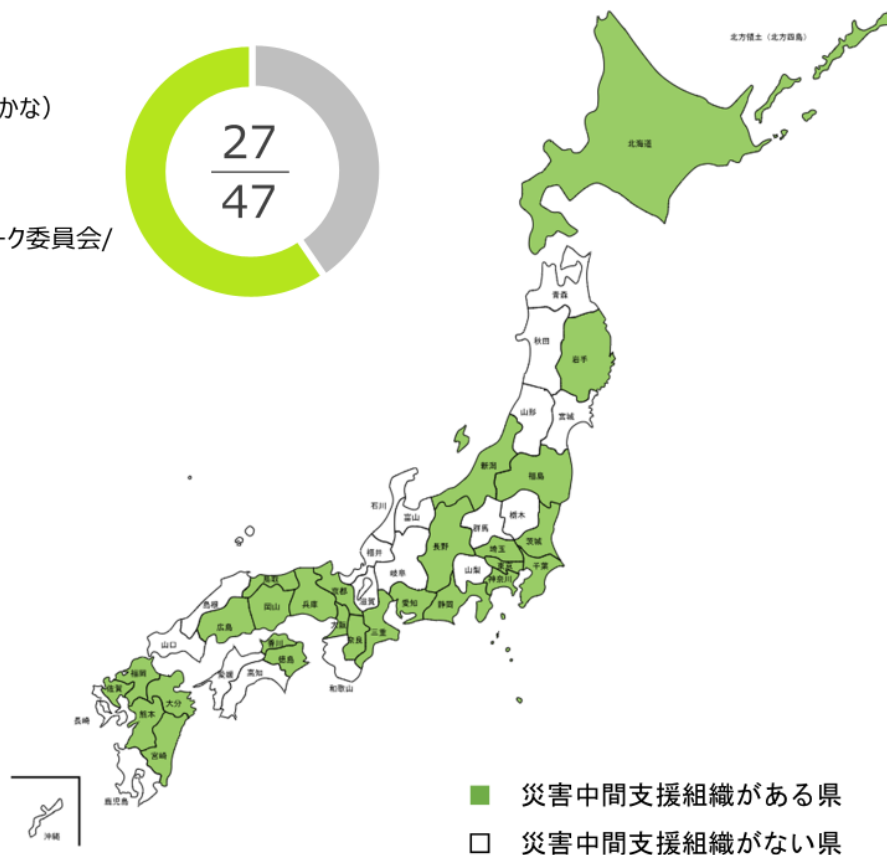 かな）
ーク委員会/
27
47
北方領土（北方四島）
北海道
青森
秋田
岩手
山形
宮城
新潟
福島
石川
富山
群馬
栃木
茨城
福井
岐阜
長野
埼玉
山梨
東京
千葉
神奈川
鳥取
島根
岡山
兵庫
京都
滋賀
愛知
静岡
広島
大阪
奈良
三重
山口
香川
徳島
愛媛
高知
和歌山
福岡
佐賀
大分
長崎
熊本
宮崎
鹿児島
沖縄
災害中間支援組織がある県
災害中間支援組織がない県